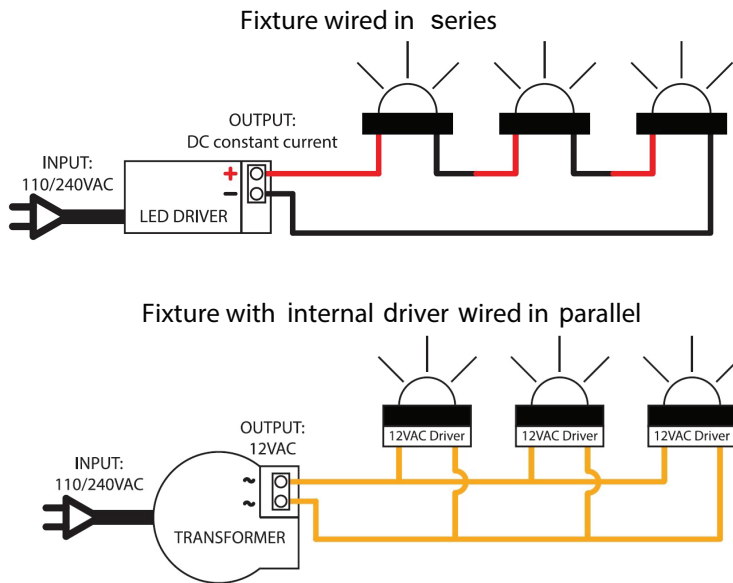 Fixture wired in series
OUTPUT:
DC constant current
INPUT:
110/240VAC
+
−
LED DRIVER
Fixture with internal driver wired in parallel
12VAC Driver
12VAC Driver
12VAC Driver
OUTPUT:
12VAC
INPUT:
110/240VAC
~
~
TRANSFORMER